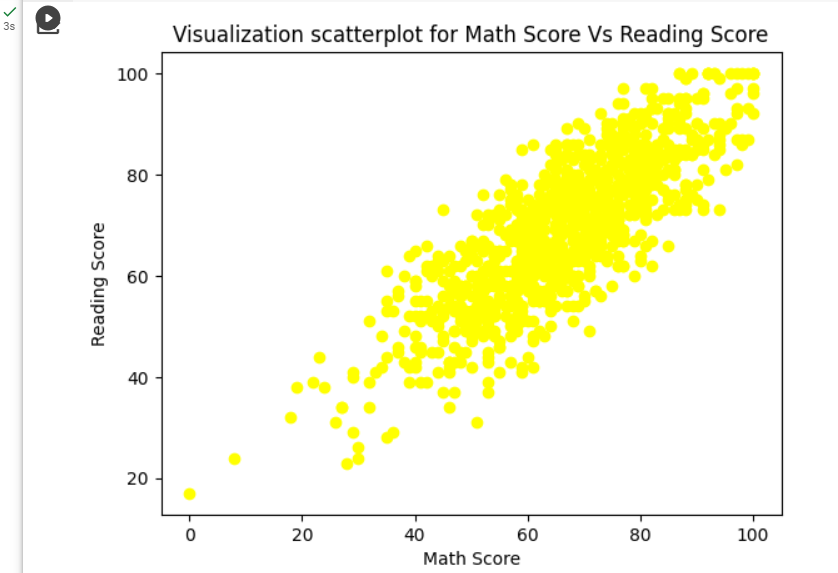 3s
Visualization scatterplot for Math Score Vs Reading Score
100
80
60
40
20
Reading Score
0 20 40 60 80 100
Math Score